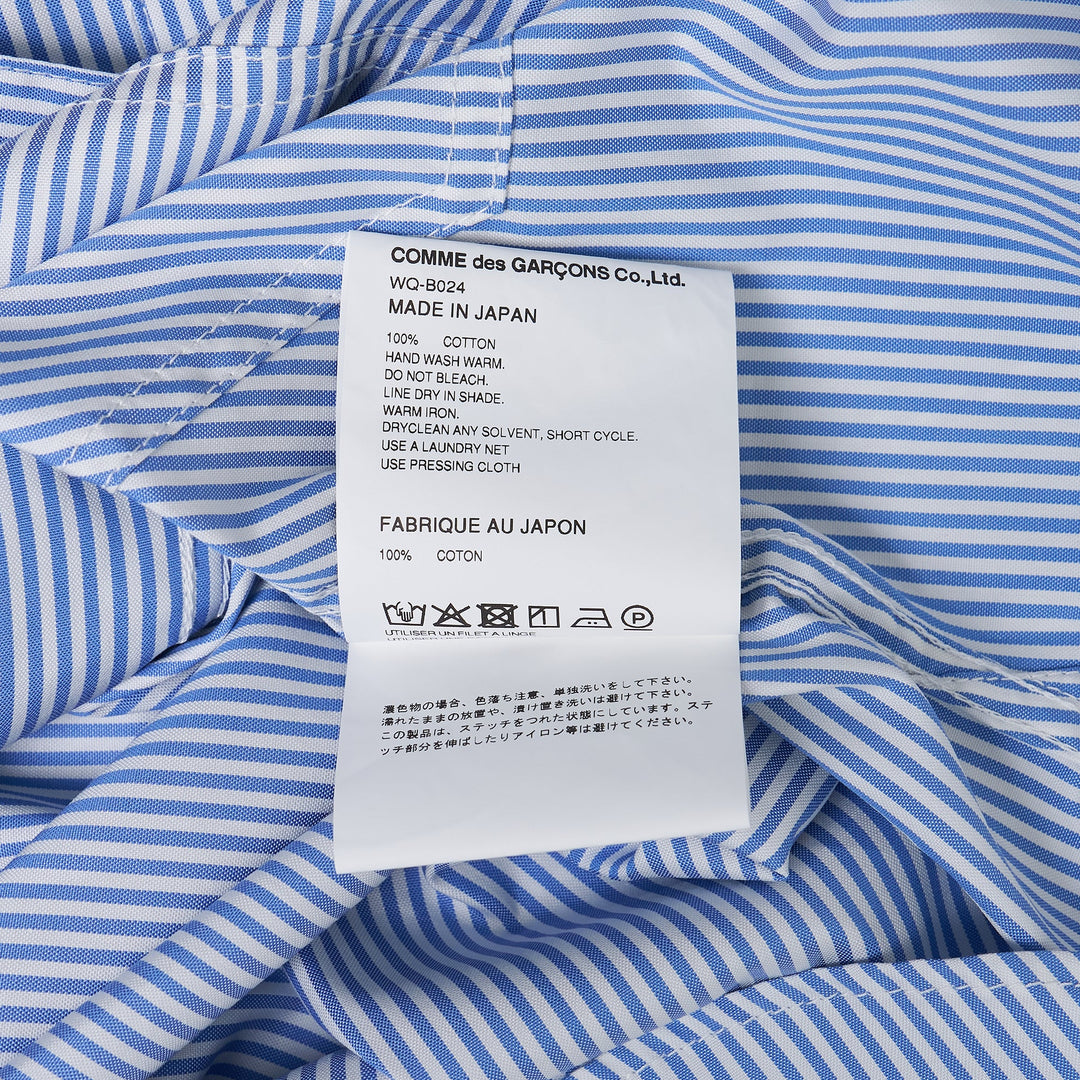 COMME des GARÇONS Co.,Ltd.
WQ-B024
MADE IN JAPAN
100% COTTON
HAND WASH WARM.
DO NOT BLEACH.
LINE DRY IN SHADE.
WARM IRON.
DRYCLEAN ANY SOLVENT, SHORT CYCLE.
USE A LAUNDRY NET
USE PRESSING CLOTH
FABRIQUE AU JAPON
100% COTON
P
UTILISER UN FILET A LINGE
濃色物の場合、色落ち注意、単独洗いをして下さい。
濡れたままの放置や、漬け置き洗いは避けて下さい。
この製品は、ステッチをつれた状態にしています。ステ
ッチ部分を伸ばしたりアイロン等は避けてください。